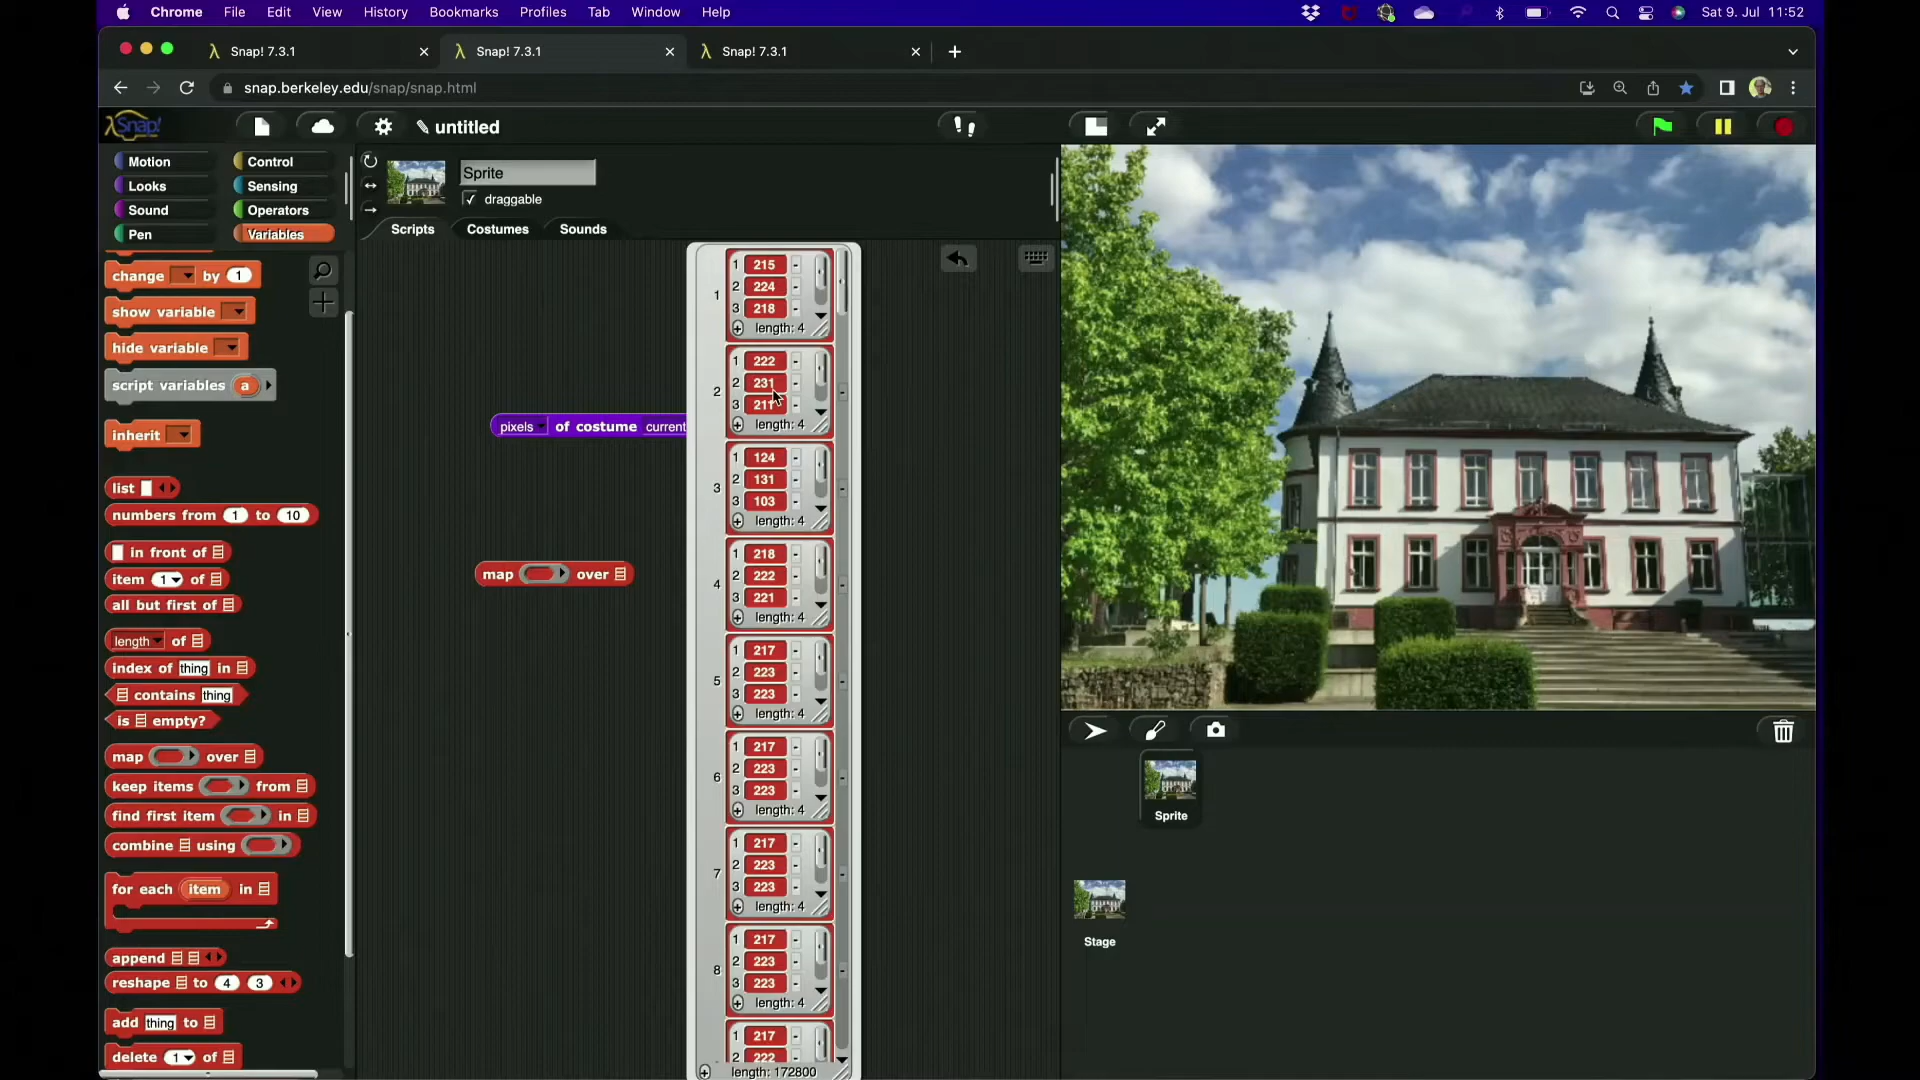 Chrome File Edit View History Bookmarks Profiles Tab Window Help Sat 9. Jul 11:52
Snap! 7.3.1 Snap! 7.3.1 Snap! 7.3.1
snap.berkeley.edu/snap/snap.html
Snap! untitled
Motion Control
Looks Sensing
Sound Operators
Pen Variables
Sprite
draggable
Scripts Costumes Sounds
change by 1
show variable
hide variable
script variables a
inherit
list
numbers from 1 to 10
in front of
item 1 of
all but first of
length of
index of thing in
contains thing
is empty?
map over
keep items from
find first item in
combine using
for each item in
append
reshape to 4 3
add thing to
delete 1 of
pixels of costume current
map over
1
1 215 -
2 224 -
3 218 -
+ length: 4
2
1 222 -
2 231 -
3 211 -
+ length: 4
3
1 124 -
2 131 -
3 103 -
+ length: 4
4
1 218 -
2 222 -
3 221 -
+ length: 4
5
1 217 -
2 223 -
3 223 -
+ length: 4
6
1 217 -
2 223 -
3 223 -
+ length: 4
7
1 217 -
2 223 -
3 223 -
+ length: 4
8
1 217 -
2 223 -
3 223 -
+ length: 4
1 217 -
2 222 -
+ length: 172800
Sprite
Stage